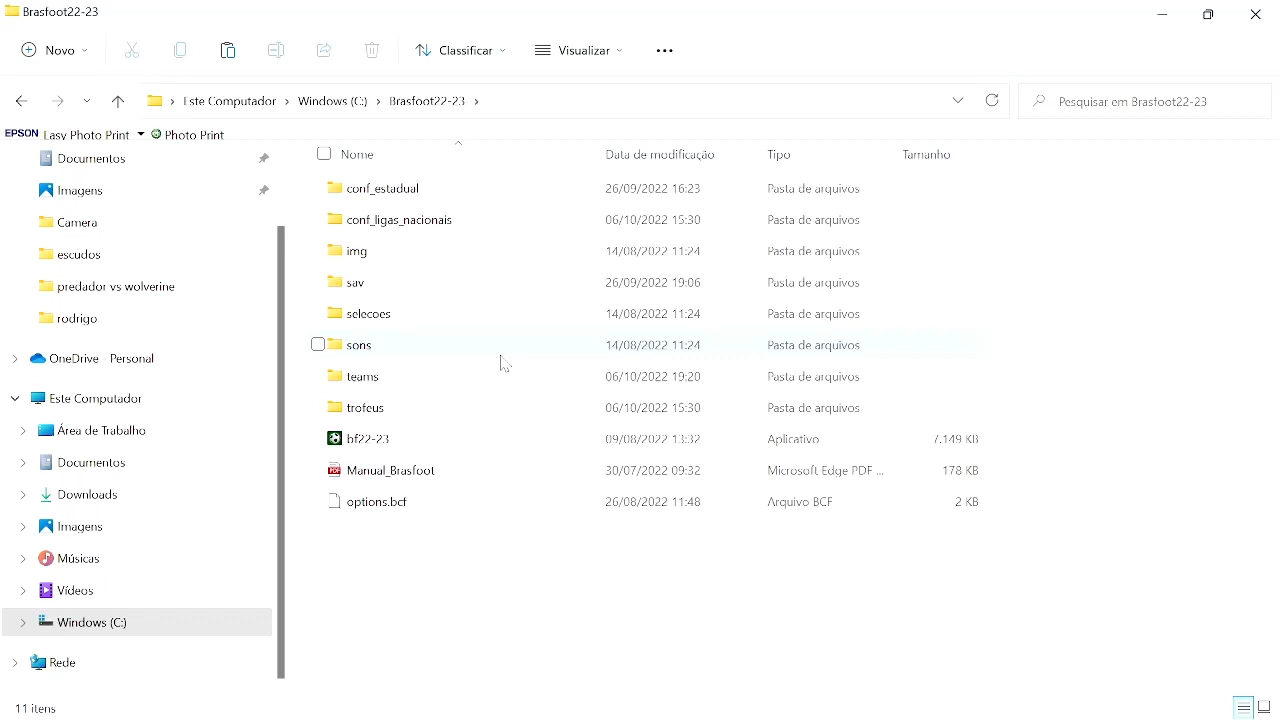 Brasfoot22-23
Novo
Classificar
Visualizar
Este Computador
Windows (C:)
Brasfoot22-23
Pesquisar em Brasfoot22-23
EPSON Easy Photo Print
Photo Print
Nome
Data de modificação
Tipo
Tamanho
Documentos
Imagens
Camera
escudos
predador vs wolverine
rodrigo
OneDrive Personal
Este Computador
Área de Trabalho
Documentos
Downloads
Imagens
Músicas
Vídeos
Windows (C:)
Rede
conf_estadual 26/09/2022 16:23 Pasta de arquivos
conf_ligas_nacionais 06/10/2022 15:30 Pasta de arquivos
img 14/08/2022 11:24 Pasta de arquivos
sav 26/09/2022 19:06 Pasta de arquivos
selecoes 14/08/2022 11:24 Pasta de arquivos
sons 14/08/2022 11:24 Pasta de arquivos
teams 06/10/2022 19:20 Pasta de arquivos
trofeus 06/10/2022 15:30 Pasta de arquivos
bf22-23 09/08/2022 13:32 Aplicativo 7.149 KB
Manual_Brasfoot 30/07/2022 09:32 Microsoft Edge PDF ... 178 KB
options.bcf 26/08/2022 11:48 Arquivo BCF 2 KB
11 itens